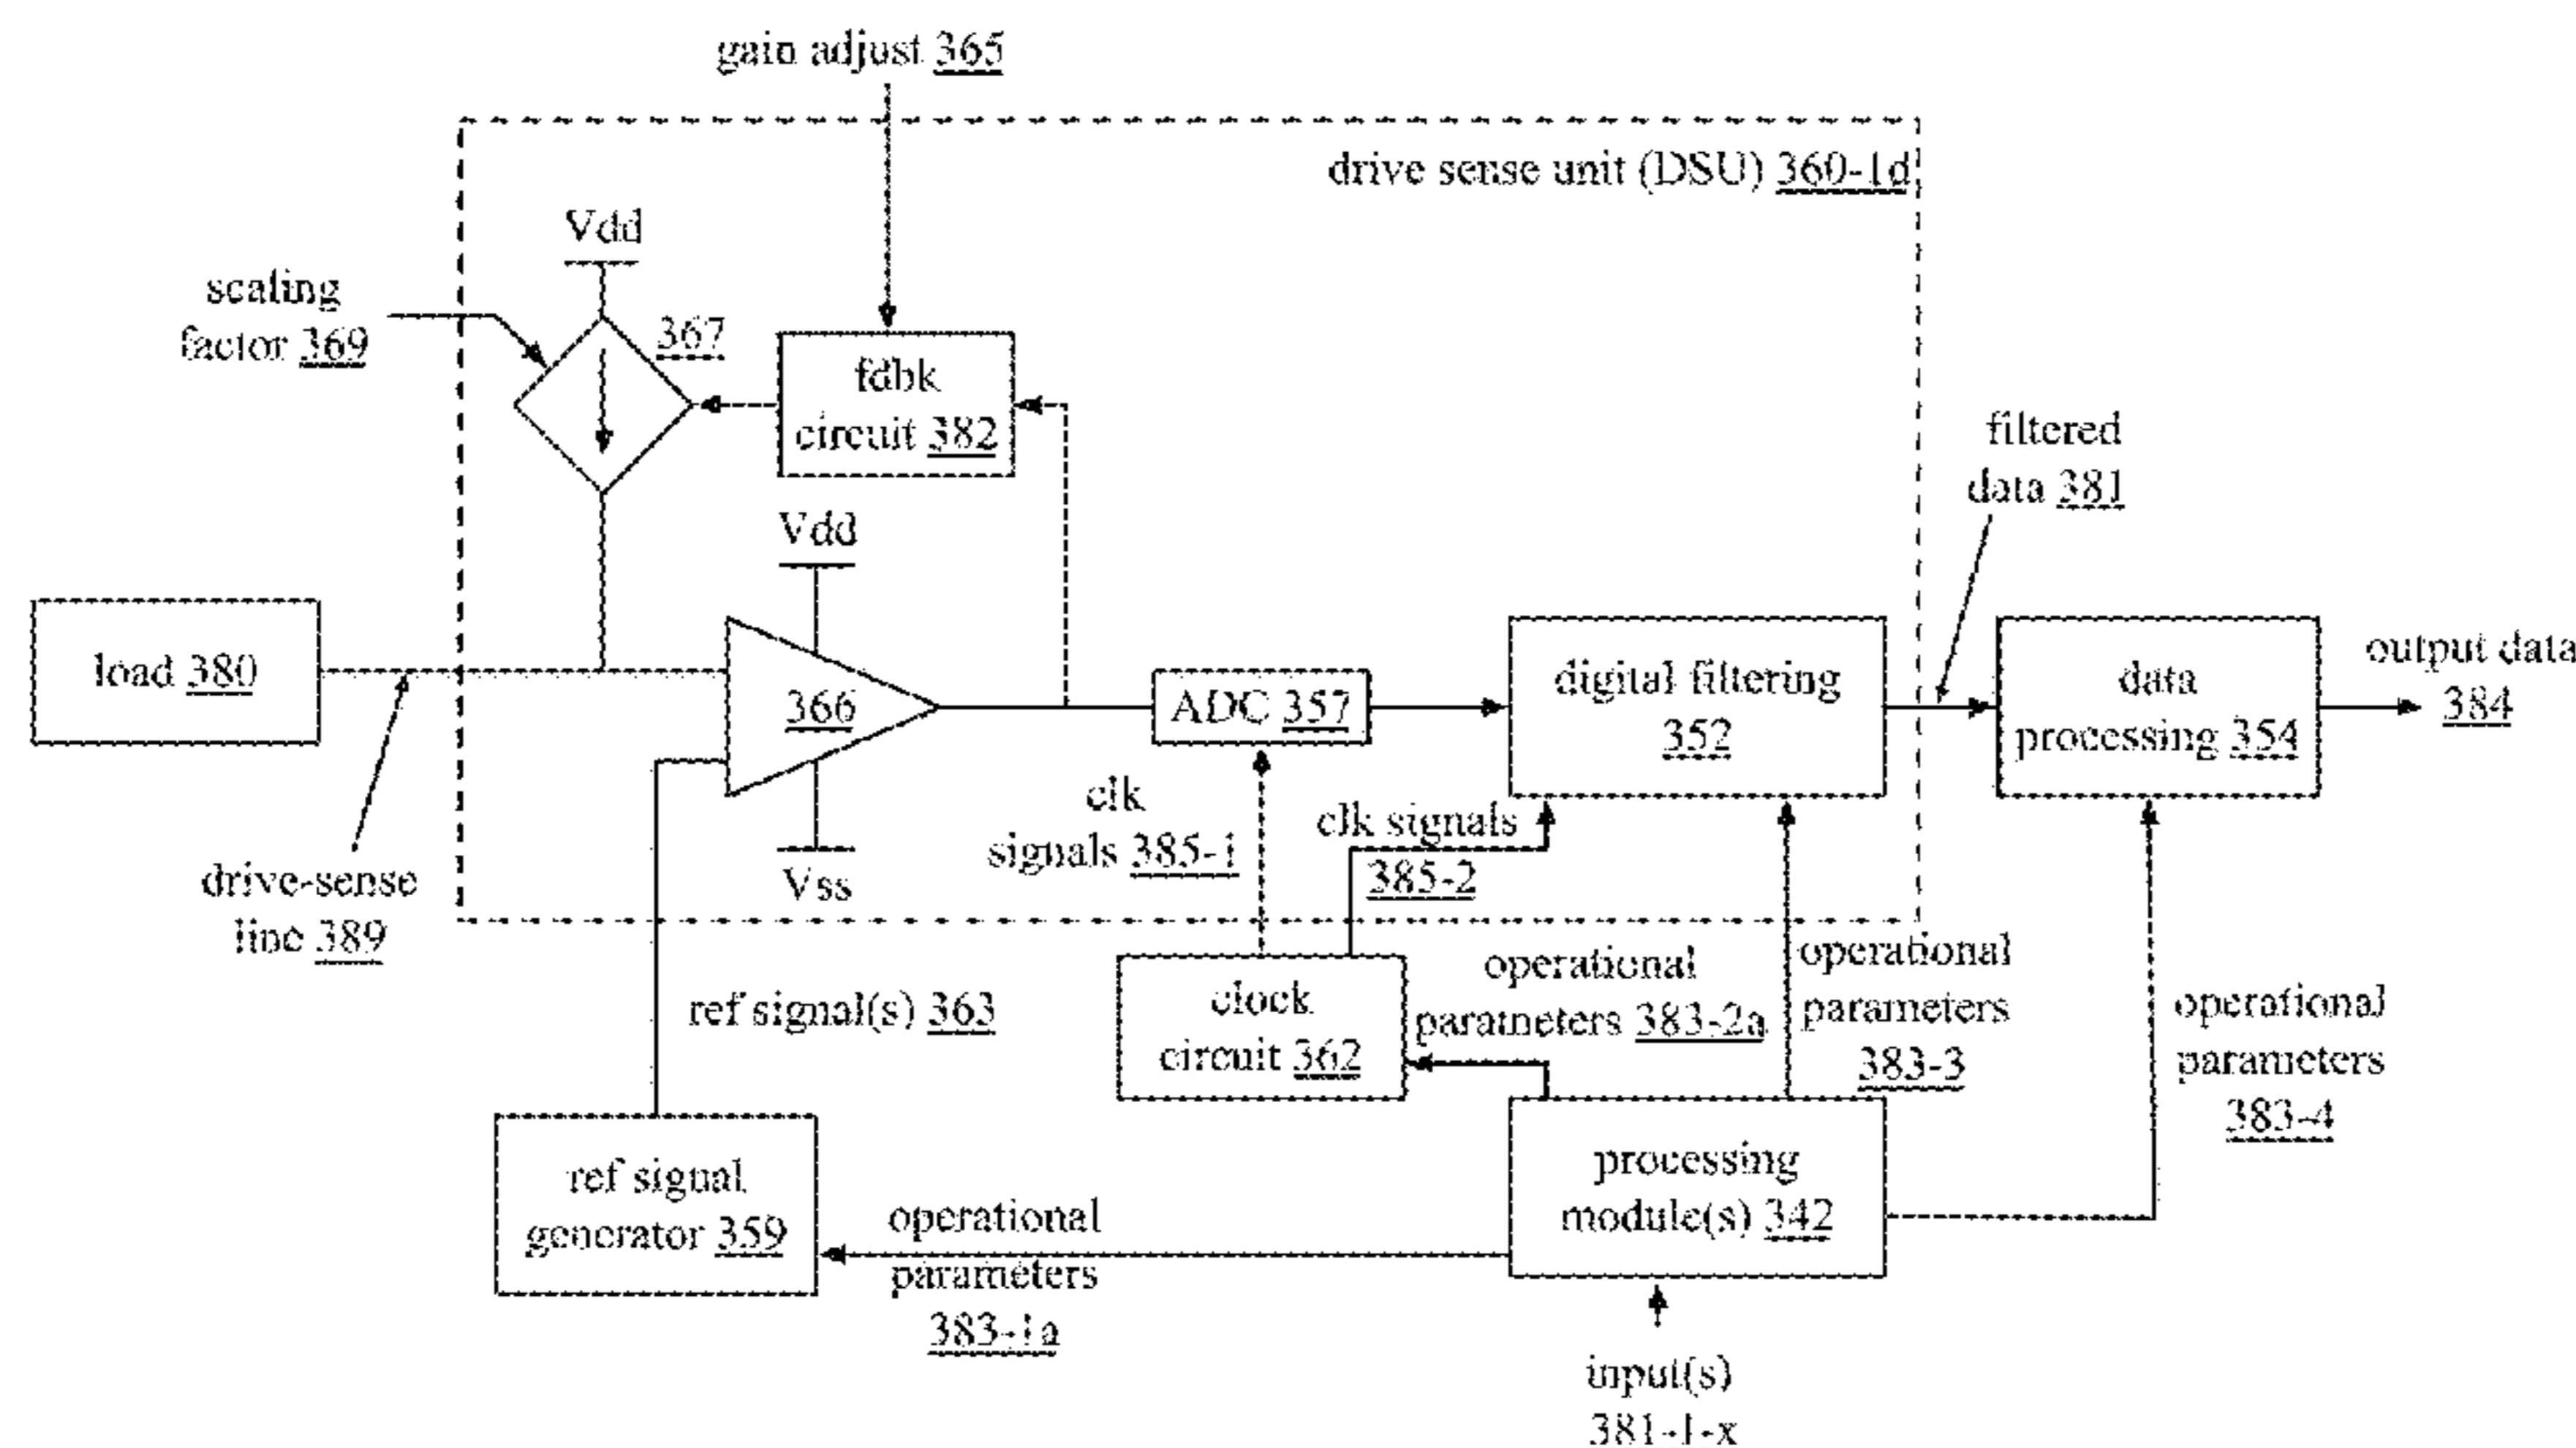 gain adjust 365
drive sense unit (DSU) 360-1d
Vdd
scaling
factor 369
367
fdbk
circuit 382
filtered
data 381
Vdd
load 380
366
ADC 357
digital filtering
352
data
processing 354
output data
384
clk
signals 385-1
clk signals
385-2
Vss
drive-sense
line 389
ref signal(s) 363
clock
circuit 362
operational
parameters 383-2a
operational
parameters
383-3
operational
parameters
383-4
ref signal
generator 359
operational
parameters
383-1a
processing
module(s) 342
input(s)
381-1-x